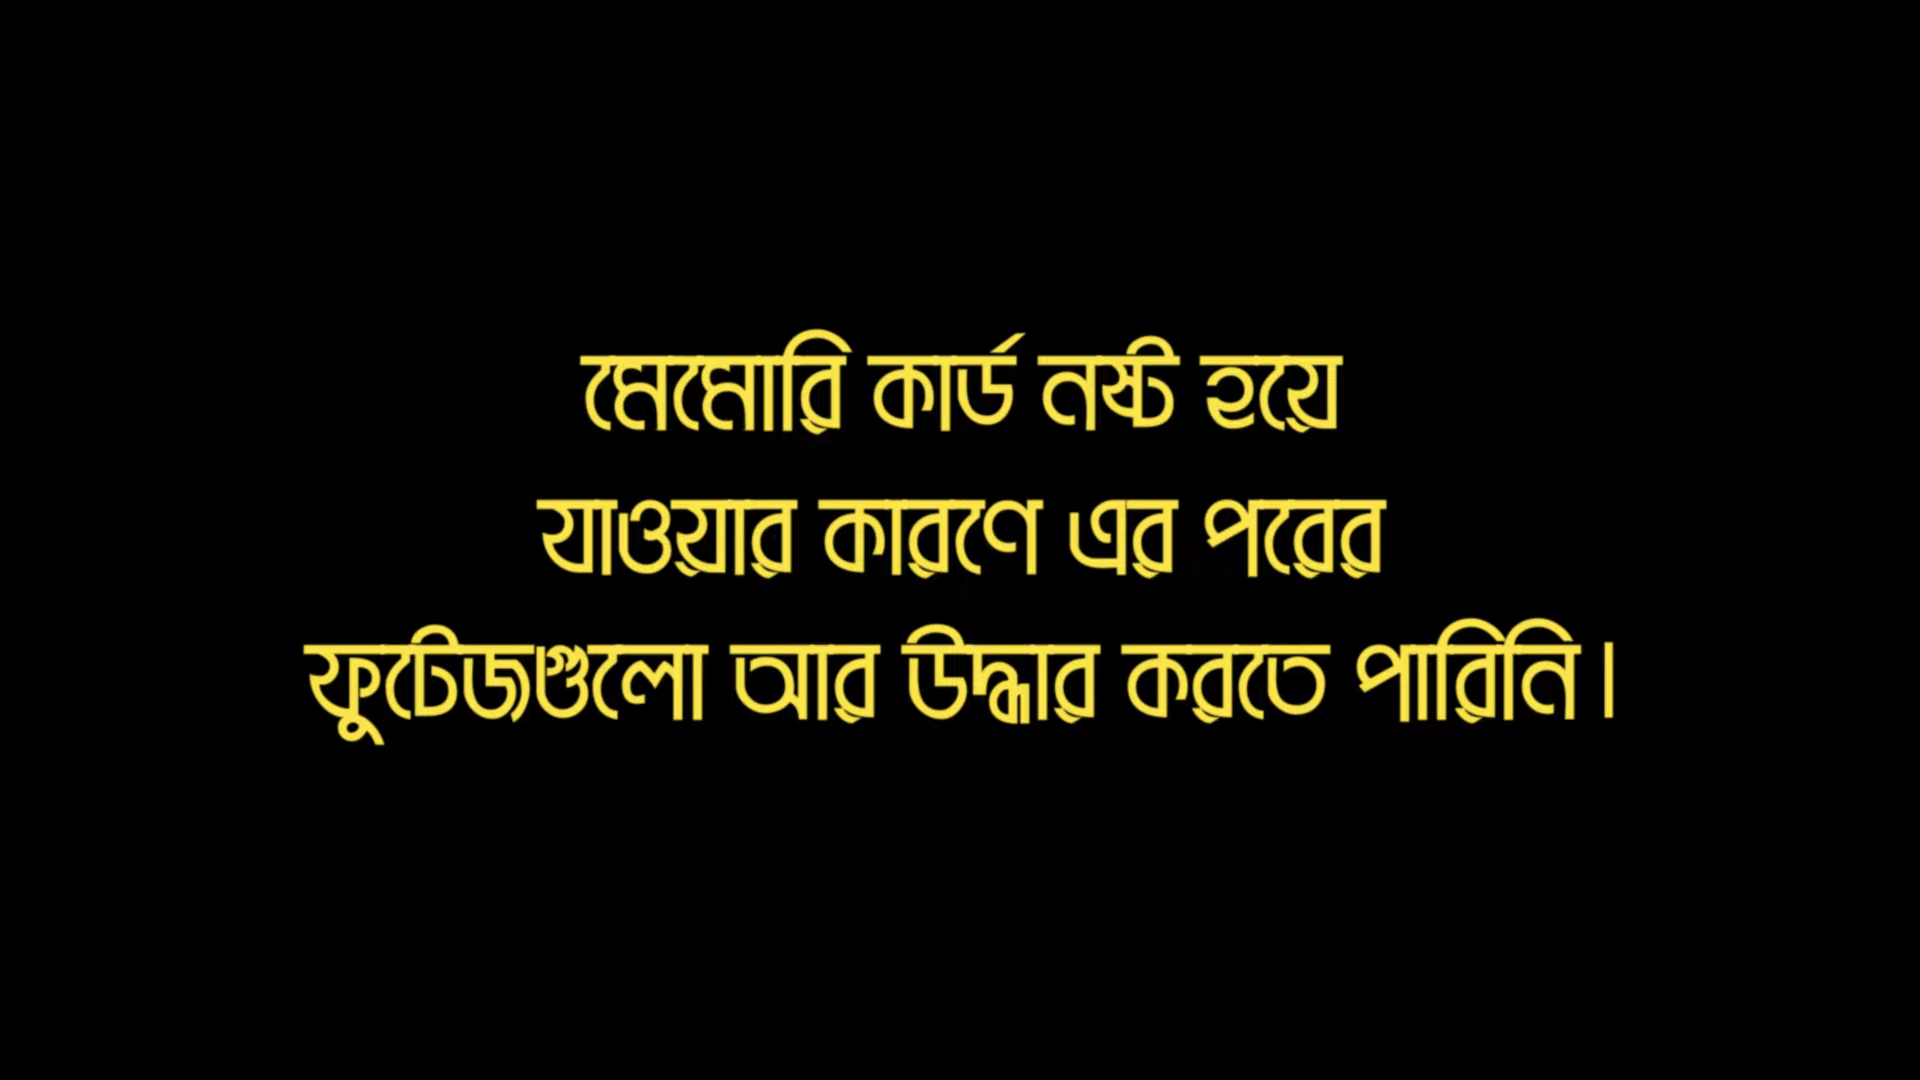 মেমোরি কার্ড নষ্ট হয়ে
যাওয়ার কারণে এর পরের
ফুটেজগুলো আর উদ্ধার করতে পারিনি।